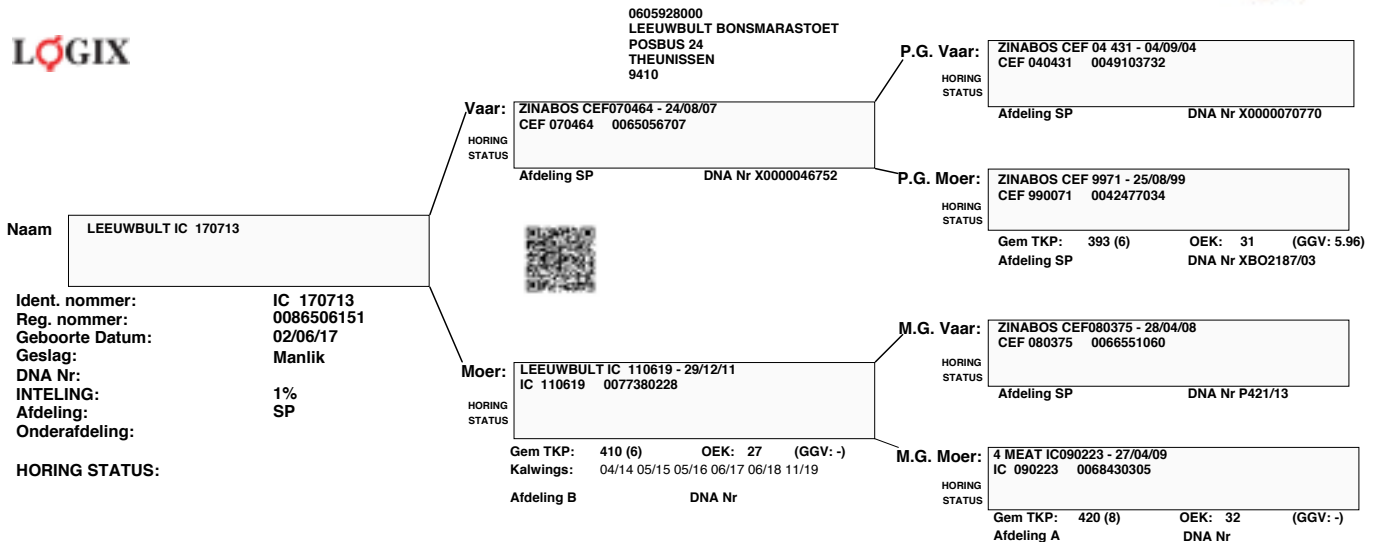 LOGIX
0605928000
LEEUWBULT BONSMARASTOET
POSBUS 24
THEUNISSEN
9410
Naam LEEUWBULT IC 170713
Ident. nommer: IC 170713
Reg. nommer: 0086506151
Geboorte Datum: 02/06/17
Geslag: Manlik
DNA Nr:
INTELING: 1%
Afdeling: SP
Onderafdeling:
HORING STATUS:
Vaar: ZINABOS CEF070464 - 24/08/07
CEF 070464 0065056707
HORING
STATUS
Afdeling SP DNA Nr X0000046752
Moer: LEEUWBULT IC 110619 - 29/12/11
IC 110619 0077380228
HORING
STATUS
Gem TKP: 410 (6) OEK: 27 (GGV: -)
Kalwings: 04/14 05/15 05/16 06/17 06/18 11/19
Afdeling B DNA Nr
P.G. Vaar: ZINABOS CEF 04 431 - 04/09/04
CEF 040431 0049103732
HORING
STATUS
Afdeling SP DNA Nr X0000070770
P.G. Moer: ZINABOS CEF 9971 - 25/08/99
CEF 990071 0042477034
HORING
STATUS
Gem TKP: 393 (6) OEK: 31 (GGV: 5.96)
Afdeling SP DNA Nr XBO2187/03
M.G. Vaar: ZINABOS CEF080375 - 28/04/08
CEF 080375 0066551060
HORING
STATUS
Afdeling SP DNA Nr P421/13
M.G. Moer: 4 MEAT IC090223 - 27/04/09
IC 090223 0068430305
HORING
STATUS
Gem TKP: 420 (8) OEK: 32 (GGV: -)
Afdeling A DNA Nr